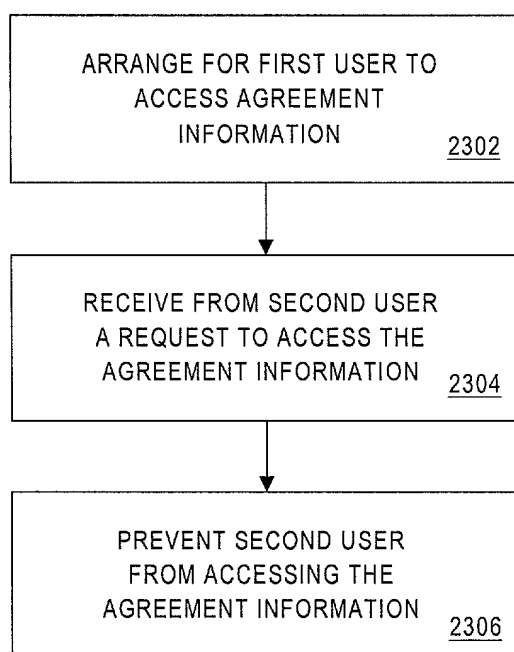 ARRANGE FOR FIRST USER TO
ACCESS AGREEMENT
INFORMATION
2302
RECEIVE FROM SECOND USER
A REQUEST TO ACCESS THE
AGREEMENT INFORMATION
2304
PREVENT SECOND USER
FROM ACCESSING THE
AGREEMENT INFORMATION
2306